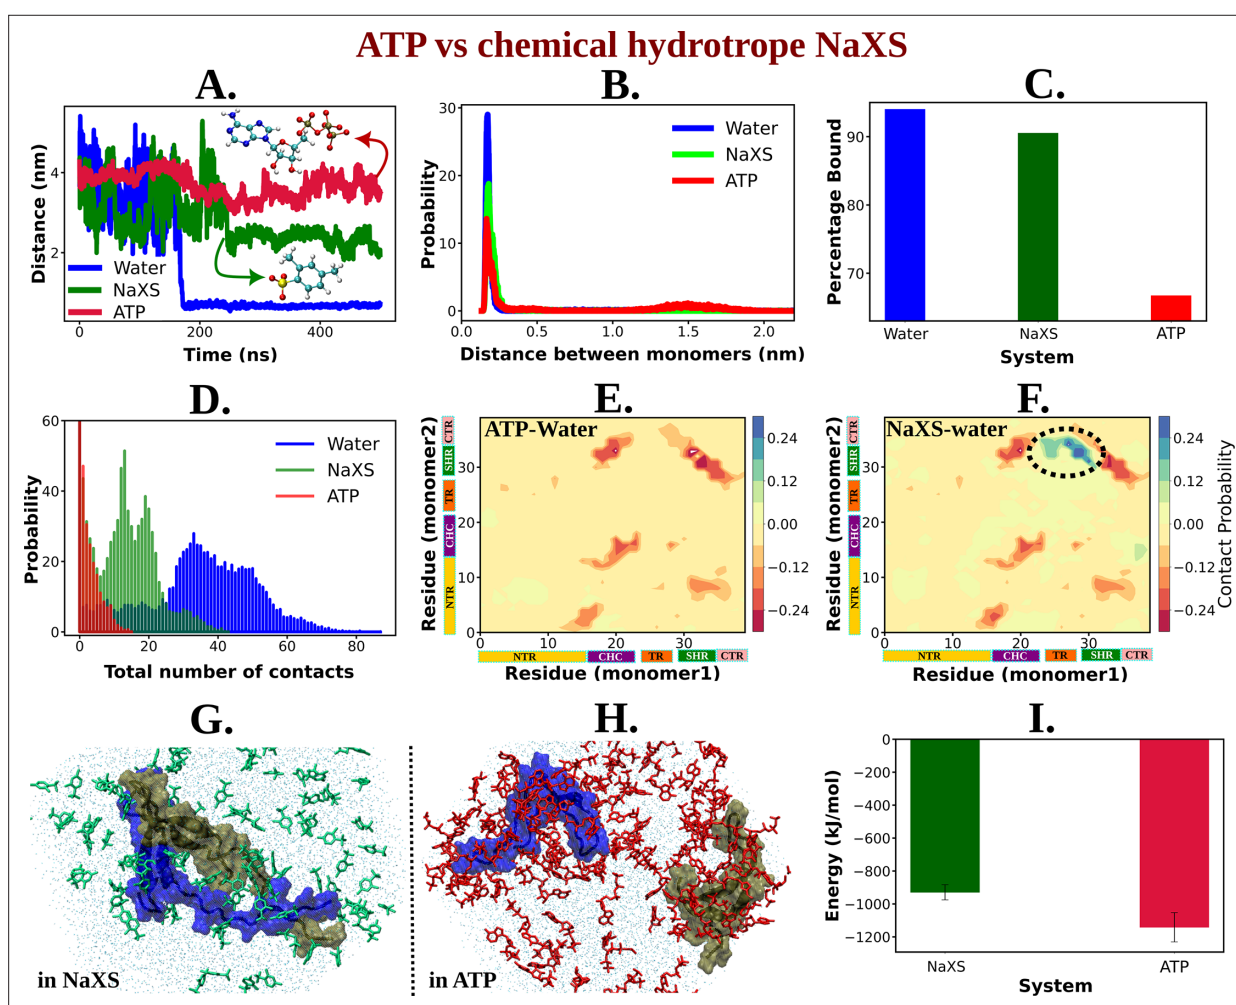 ATP vs chemical hydrotrope NaXS
A.
Distance (nm)
4
2
Water
NaXS
ATP
0
200
400
Time (ns)
B.
Probability
30
20
10
0
Water
NaXS
ATP
0.0
0.5
1.0
1.5
2.0
Distance between monomers (nm)
C.
Percentage Bound
90
80
70
Water
NaXS
ATP
System
D.
Probability
60
40
20
0
Water
NaXS
ATP
0
20
40
60
80
Total number of contacts
E.
ATP-Water
Residue (monomer2)
CTR
SHR
TR
CHC
NTR
30
20
10
0
0
10
20
30
NTR
CHC
TR
SHR
CTR
Residue (monomer1)
0.24
0.12
0.00
−0.12
−0.24
F.
NaXS-water
Residue (monomer2)
CTR
SHR
TR
CHC
NTR
30
20
10
0
0
10
20
30
NTR
CHC
TR
SHR
CTR
Residue (monomer1)
0.24
0.12
0.00
−0.12
−0.24
Contact Probability
G.
in NaXS
H.
in ATP
I.
Energy (kJ/mol)
0
−200
−400
−600
−800
−1000
−1200
NaXS
ATP
System